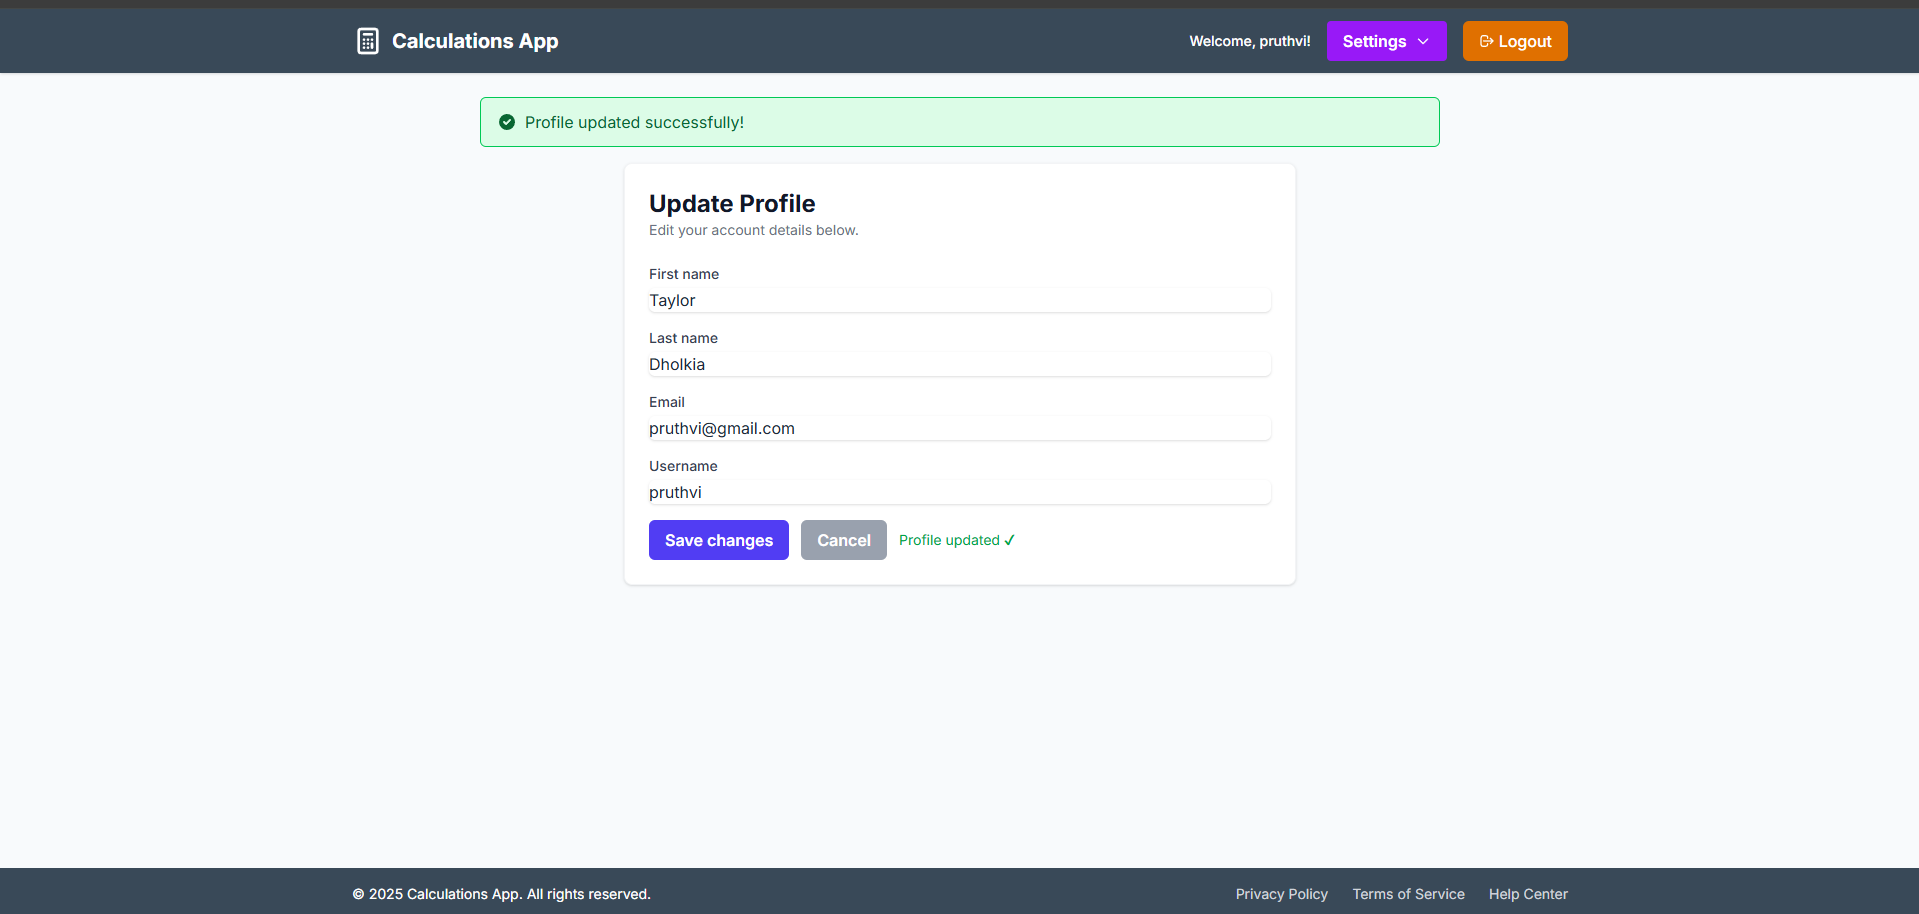 Calculations App
Welcome, pruthvi!
Settings
Logout
Profile updated successfully!
Update Profile
Edit your account details below.
First name
Taylor
Last name
Dholkia
Email
pruthvi@gmail.com
Username
pruthvi
Save changes
Cancel
Profile updated ✓
© 2025 Calculations App. All rights reserved.
Privacy Policy
Terms of Service
Help Center